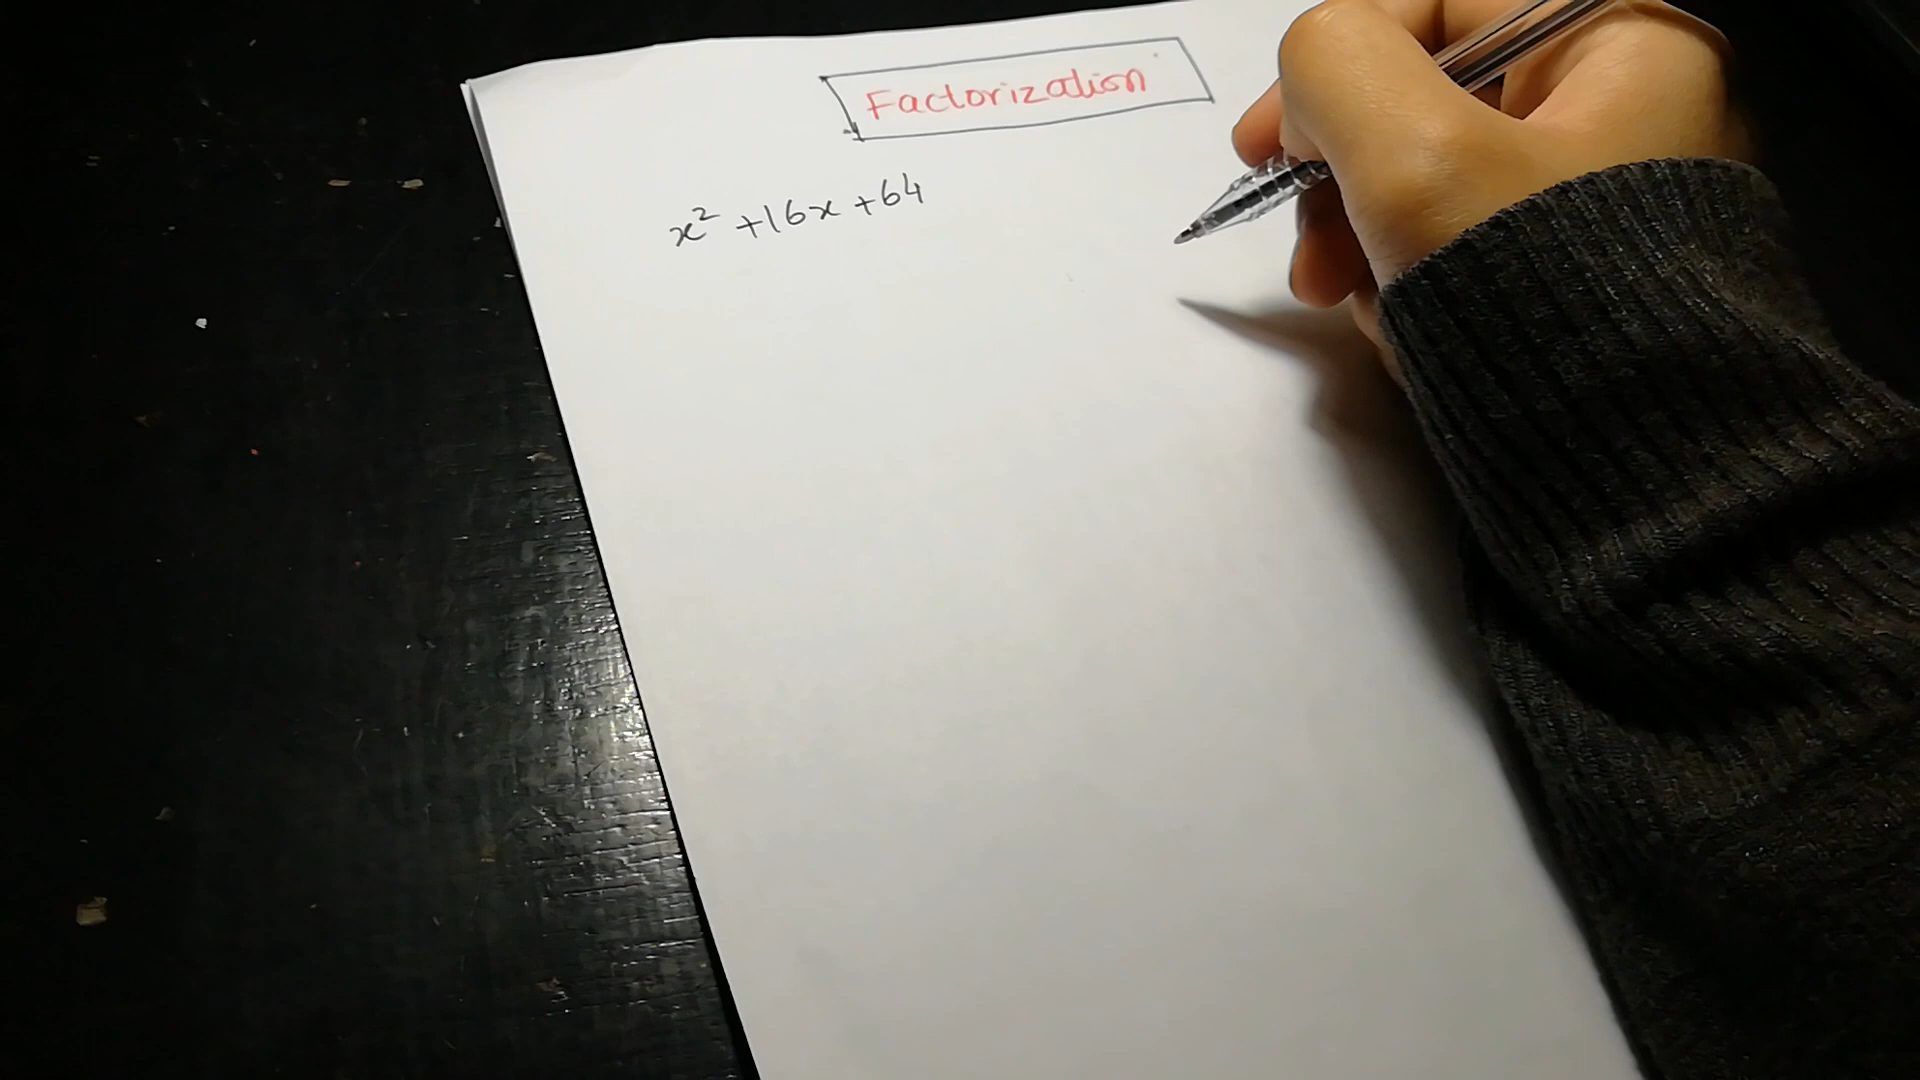 Factorization
x² +16x +64